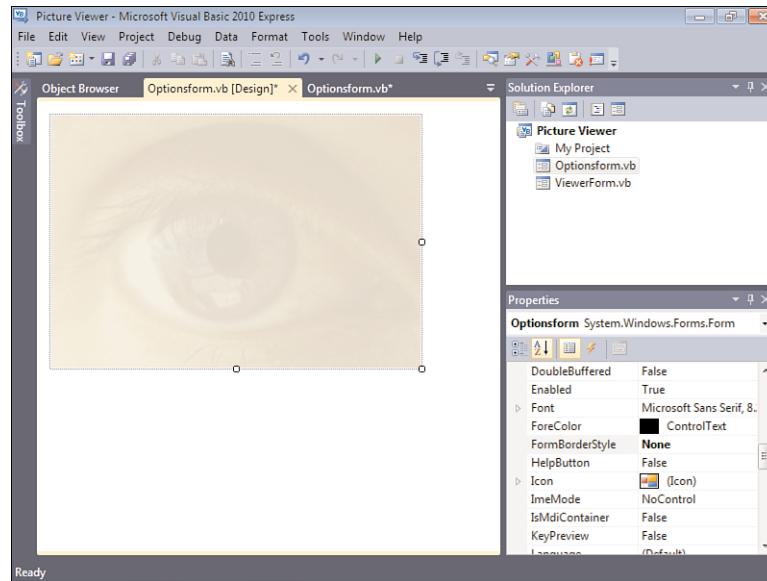 Picture Viewer - Microsoft Visual Basic 2010 Express
File Edit View Project Debug Data Format Tools Window Help
Toolbox
Object Browser
Optionsform.vb [Design]*
Optionsform.vb*
Solution Explorer
Picture Viewer
My Project
Optionsform.vb
ViewerForm.vb
Properties
Optionsform System.Windows.Forms.Form
DoubleBuffered False
Enabled True
Font Microsoft Sans Serif, 8.
ForeColor ControlText
FormBorderStyle None
HelpButton False
Icon (Icon)
ImeMode NoControl
IsMdiContainer False
KeyPreview False
Language (Default)
Ready